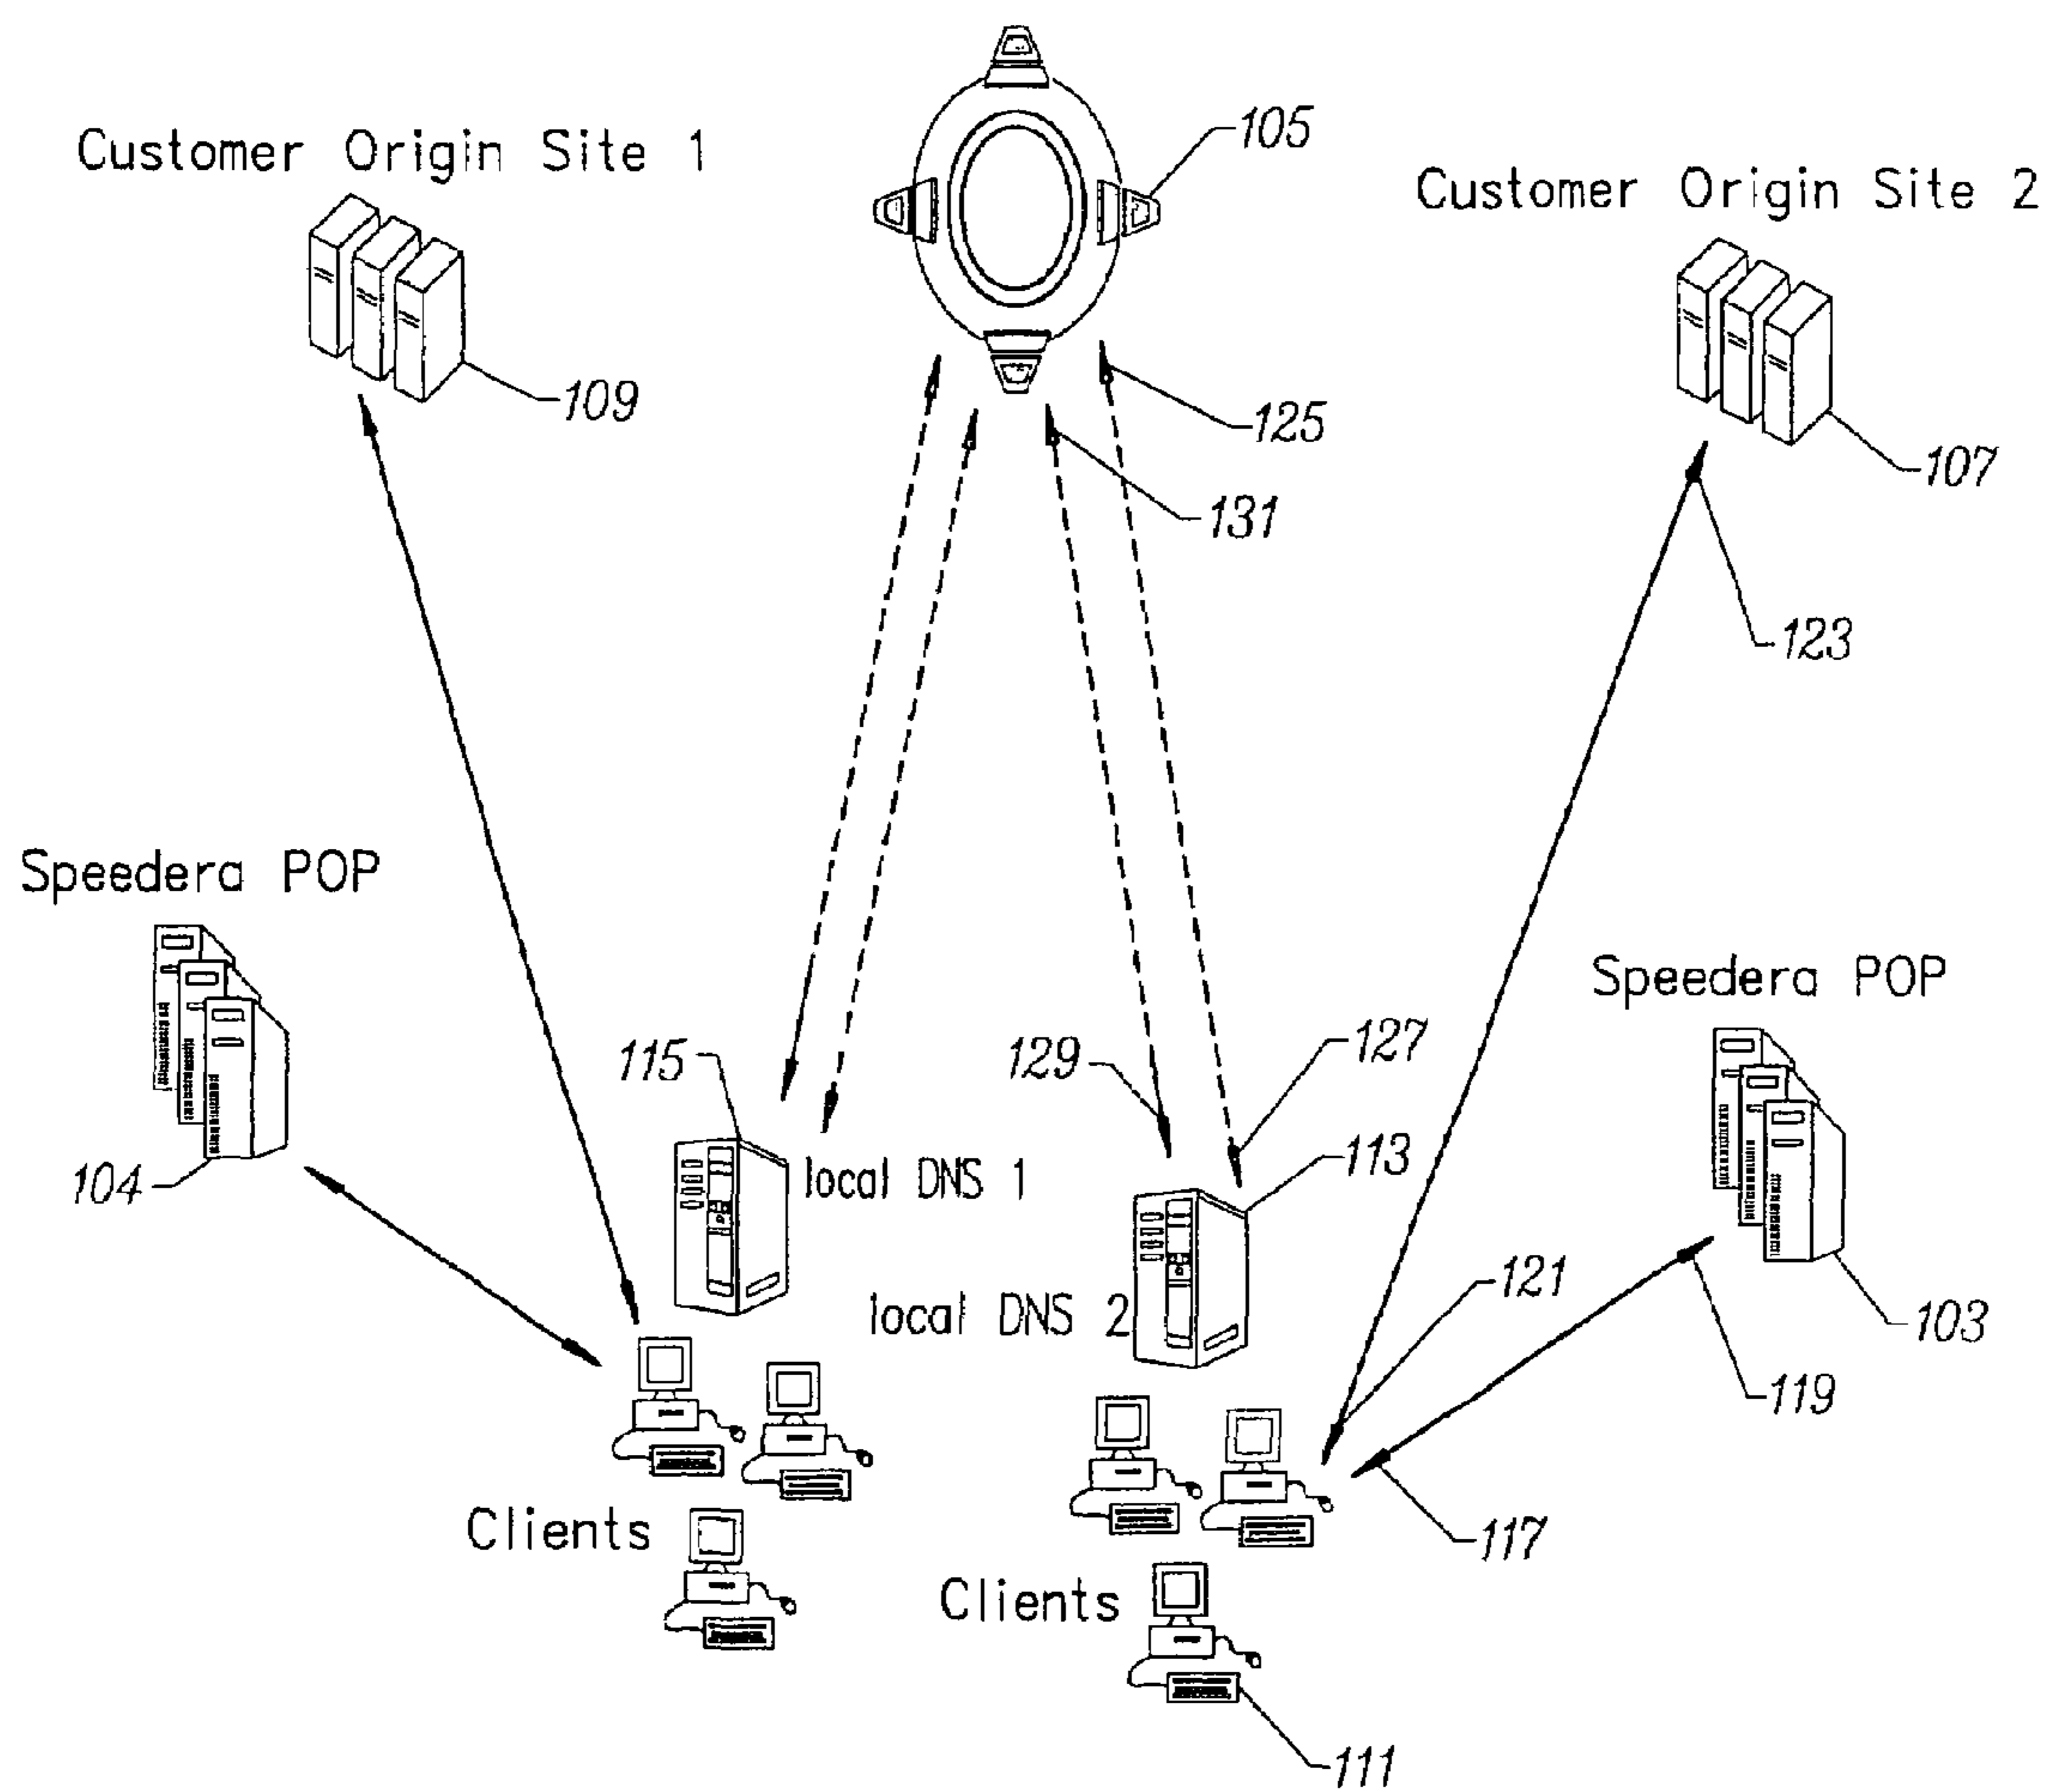 105
Customer Origin Site 1
Customer Origin Site 2
109
125
107
131
123
Speedera POP
Speedera POP
115
129
127
104
local DNS 1
113
121
local DNS 2
103
119
Clients
117
Clients
111